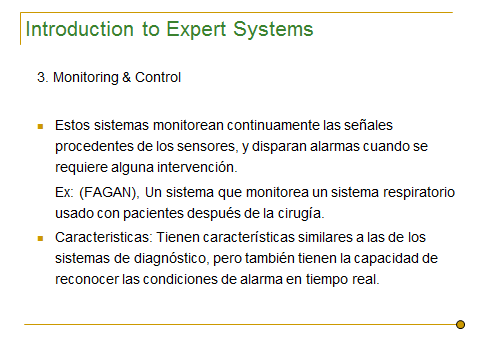 Introduction to Expert Systems
3. Monitoring & Control
Estos sistemas monitorean continuamente las señales
procedentes de los sensores, y disparan alarmas cuando se
requiere alguna intervención.
Ex: (FAGAN), Un sistema que monitorea un sistema respiratorio
usado con pacientes después de la cirugía.
Caracteristicas: Tienen características similares a las de los
sistemas de diagnóstico, pero también tienen la capacidad de
reconocer las condiciones de alarma en tiempo real.